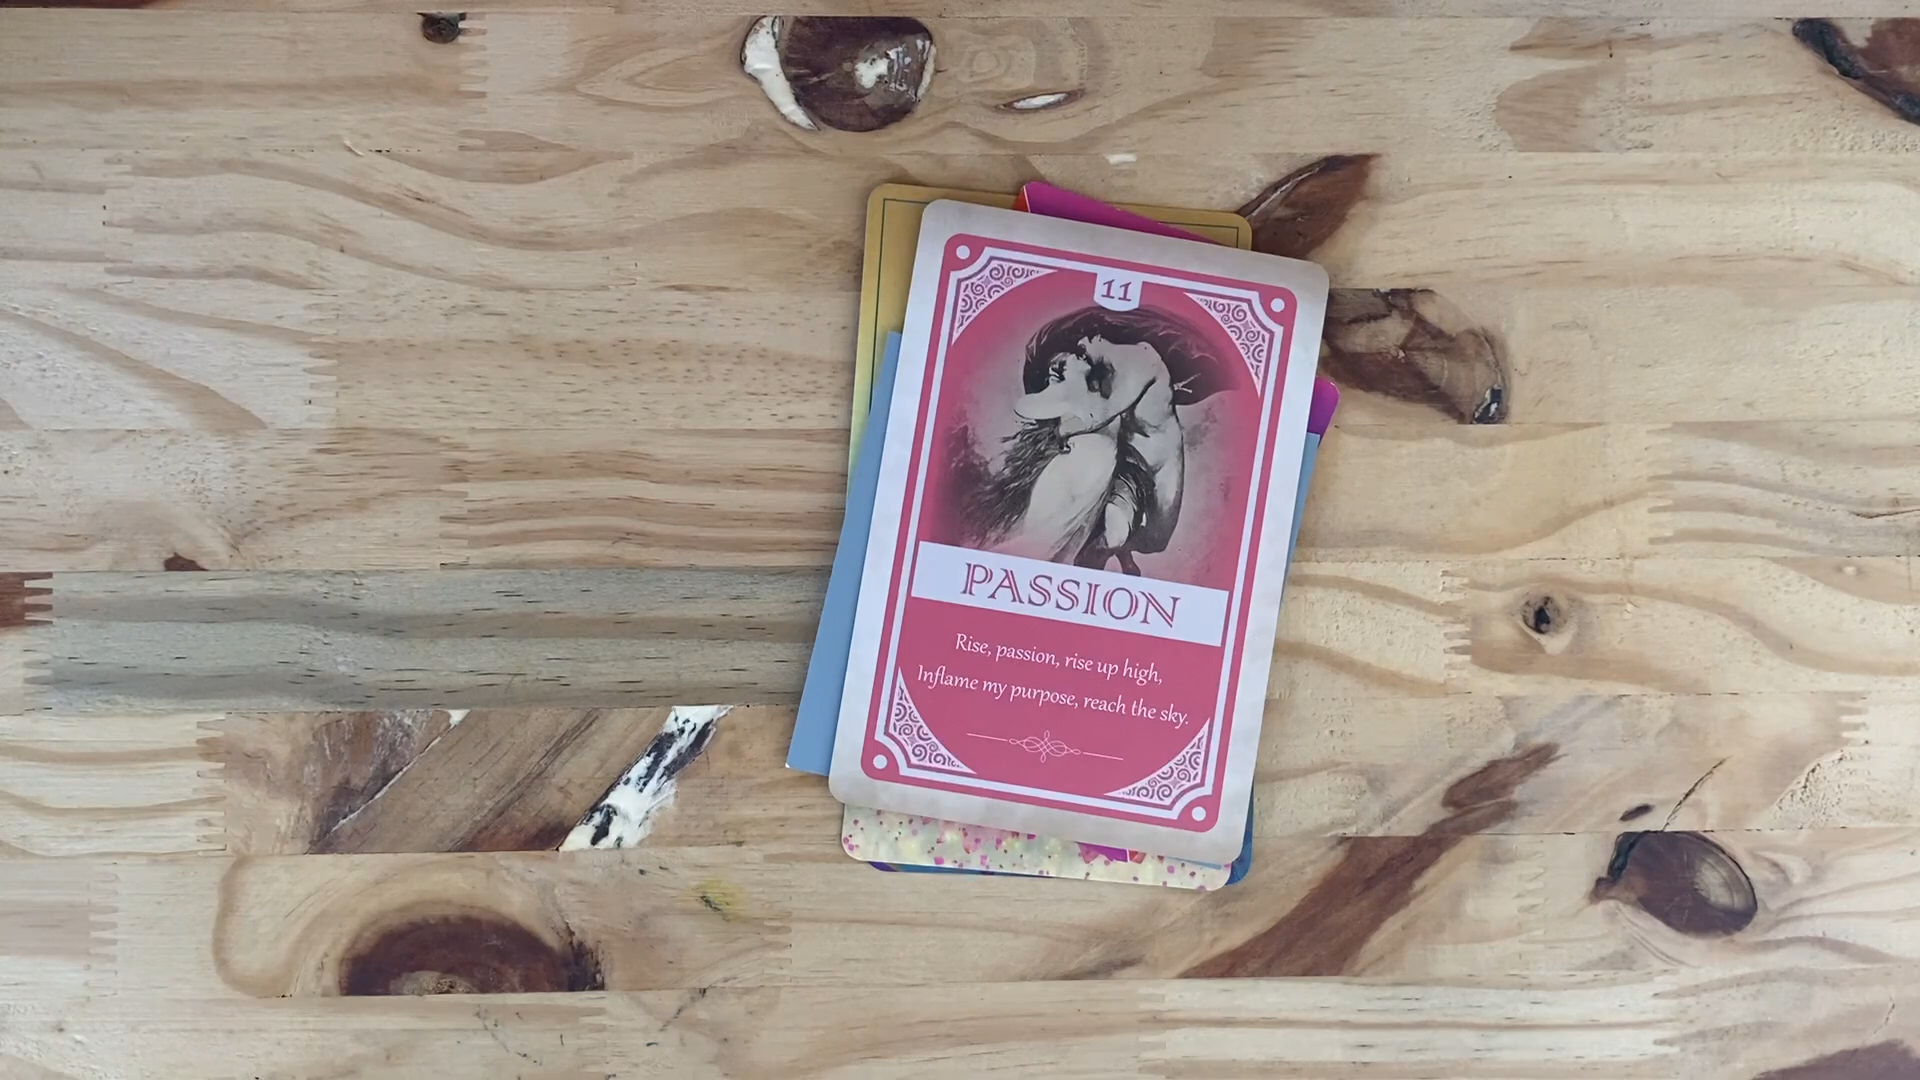 11
PASSION
Rise, passion, rise up high,
Inflame my purpose, reach the sky.